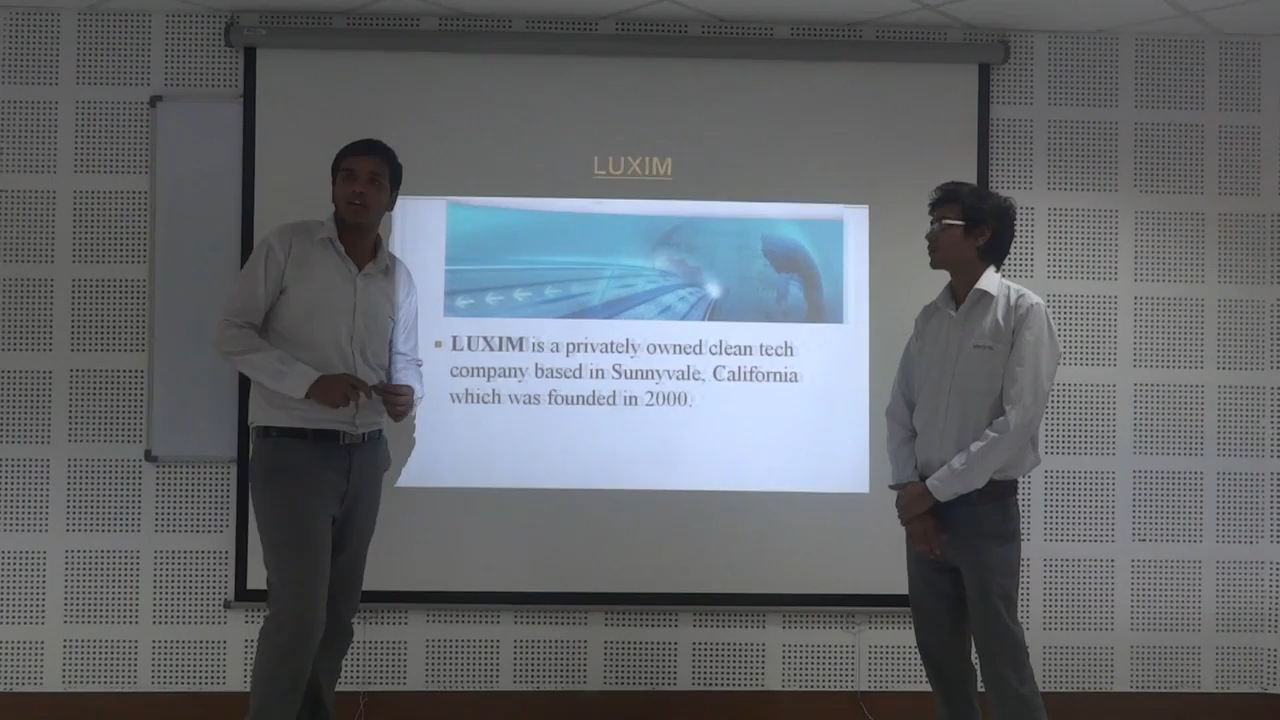 LUXIM
LUXIM is a privately owned clean tech
company based in Sunnyvale, California
which was founded in 2000.